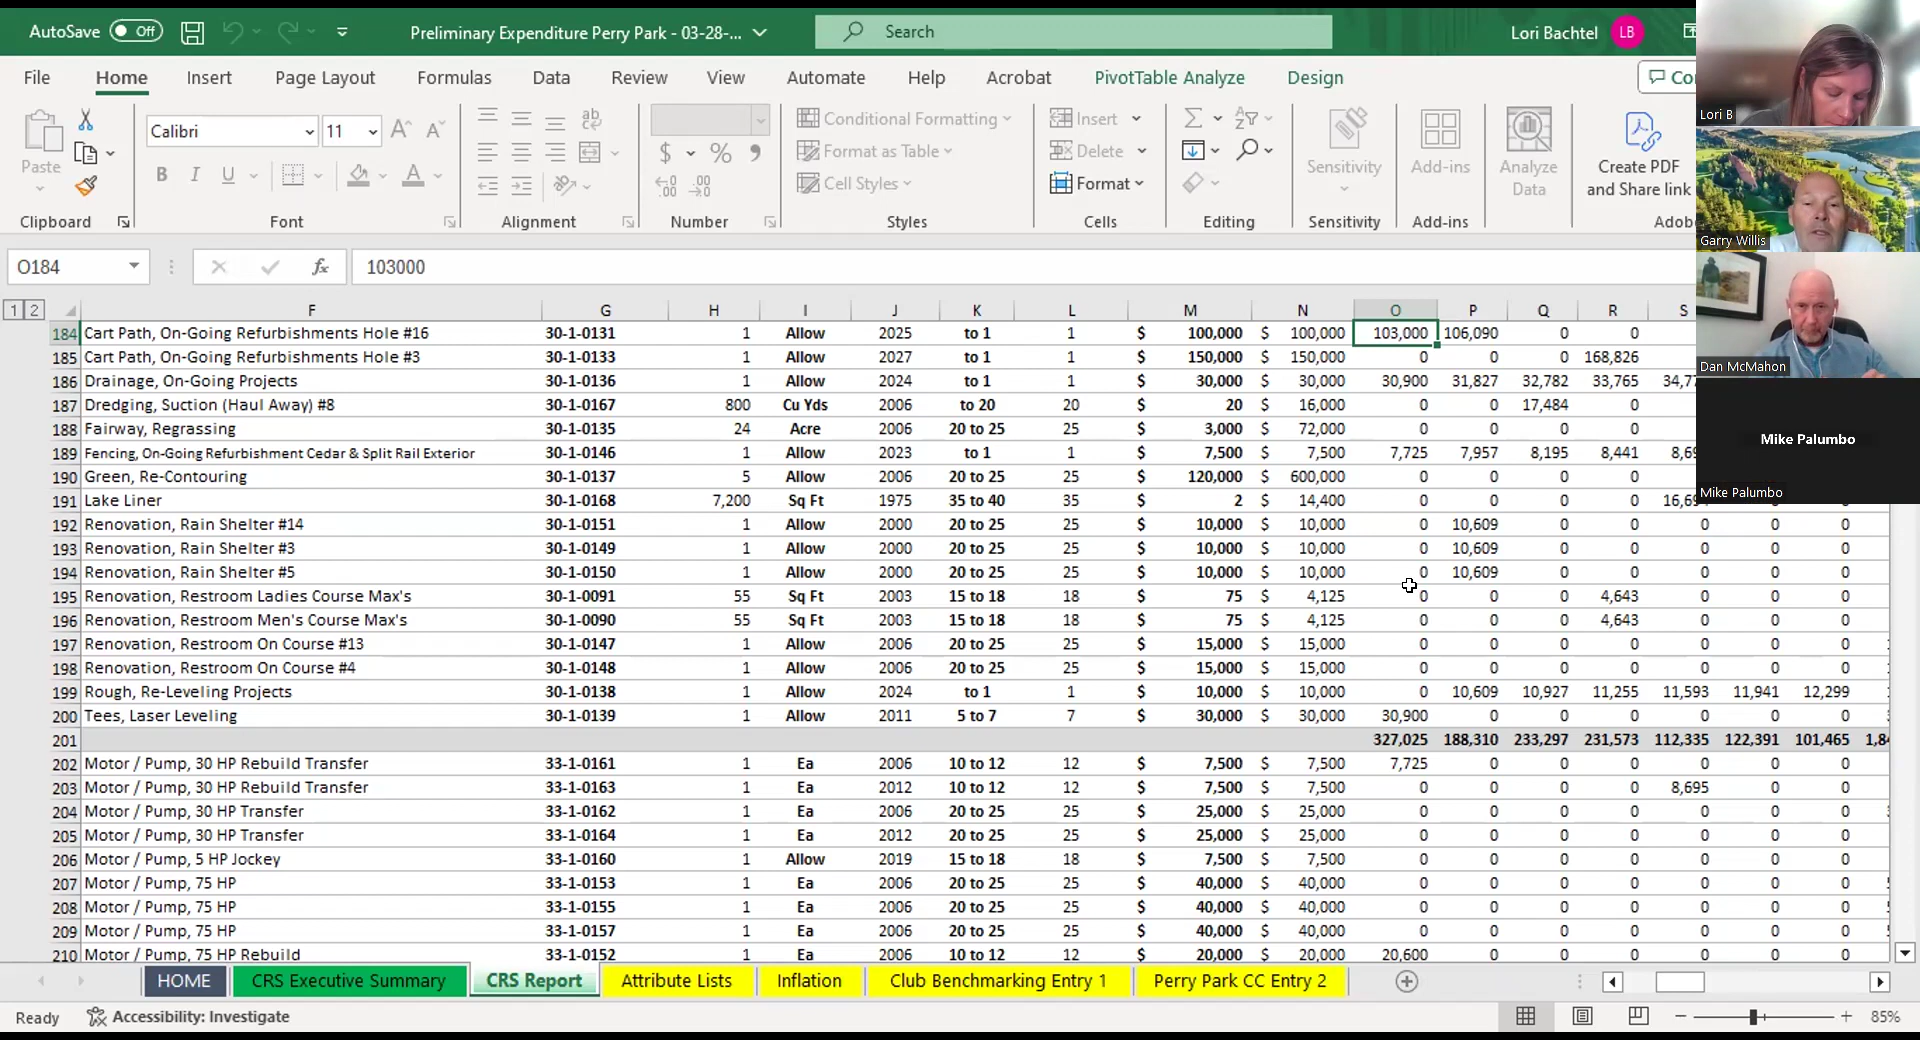 AutoSave Off Preliminary Expenditure Perry Park - 03-28-... Search Lori Bachtel LB
File Home Insert Page Layout Formulas Data Review View Automate Help Acrobat PivotTable Analyze Design Co
Paste Calibri 11 A A Conditional Formatting Insert Sensitivity Add-ins Analyze Data Create PDF and Share link
B I U A $ % 9 Format as Table Delete
Cell Styles Format
Clipboard Font Alignment Number Styles Cells Editing Sensitivity Add-ins Adob
O184 fx 103000
Lori B
Garry Willis
Dan McMahon
Mike Palumbo
Mike Palumbo
1 2 F G H I J K L M N O P Q R S
184 Cart Path, On-Going Refurbishments Hole #16 30-1-0131 1 Allow 2025 to 1 1 $ 100,000 $ 100,000 103,000 106,090 0 0
185 Cart Path, On-Going Refurbishments Hole #3 30-1-0133 1 Allow 2027 to 1 1 $ 150,000 $ 150,000 0 0 0 168,826
186 Drainage, On-Going Projects 30-1-0136 1 Allow 2024 to 1 1 $ 30,000 $ 30,000 30,900 31,827 32,782 33,765 34,77
187 Dredging, Suction (Haul Away) #8 30-1-0167 800 Cu Yds 2006 to 20 20 $ 20 $ 16,000 0 0 17,484 0
188 Fairway, Regrassing 30-1-0135 24 Acre 2006 20 to 25 25 $ 3,000 $ 72,000 0 0 0 0
189 Fencing, On-Going Refurbishment Cedar & Split Rail Exterior 30-1-0146 1 Allow 2023 to 1 1 $ 7,500 $ 7,500 7,725 7,957 8,195 8,441 8,69
190 Green, Re-Contouring 30-1-0137 5 Allow 2006 20 to 25 25 $ 120,000 $ 600,000 0 0 0 0
191 Lake Liner 30-1-0168 7,200 Sq Ft 1975 35 to 40 35 $ 2 $ 14,400 0 0 0 0 16,69 0 0
192 Renovation, Rain Shelter #14 30-1-0151 1 Allow 2000 20 to 25 25 $ 10,000 $ 10,000 0 10,609 0 0 0 0 0
193 Renovation, Rain Shelter #3 30-1-0149 1 Allow 2000 20 to 25 25 $ 10,000 $ 10,000 0 10,609 0 0 0 0 0
194 Renovation, Rain Shelter #5 30-1-0150 1 Allow 2000 20 to 25 25 $ 10,000 $ 10,000 0 10,609 0 0 0 0 0
195 Renovation, Restroom Ladies Course Max's 30-1-0091 55 Sq Ft 2003 15 to 18 18 $ 75 $ 4,125 0 0 0 4,643 0 0 0
196 Renovation, Restroom Men's Course Max's 30-1-0090 55 Sq Ft 2003 15 to 18 18 $ 75 $ 4,125 0 0 0 4,643 0 0 0
197 Renovation, Restroom On Course #13 30-1-0147 1 Allow 2006 20 to 25 25 $ 15,000 $ 15,000 0 0 0 0 0 0 0
198 Renovation, Restroom On Course #4 30-1-0148 1 Allow 2006 20 to 25 25 $ 15,000 $ 15,000 0 0 0 0 0 0 0
199 Rough, Re-Leveling Projects 30-1-0138 1 Allow 2024 to 1 1 $ 10,000 $ 10,000 0 10,609 10,927 11,255 11,593 11,941 12,299
200 Tees, Laser Leveling 30-1-0139 1 Allow 2011 5 to 7 7 $ 30,000 $ 30,000 30,900 0 0 0 0 0 0
201 327,025 188,310 233,297 231,573 112,335 122,391 101,465 1,84
202 Motor / Pump, 30 HP Rebuild Transfer 33-1-0161 1 Ea 2006 10 to 12 12 $ 7,500 $ 7,500 7,725 0 0 0 0 0 0
203 Motor / Pump, 30 HP Rebuild Transfer 33-1-0163 1 Ea 2012 10 to 12 12 $ 7,500 $ 7,500 0 0 0 0 8,695 0 0
204 Motor / Pump, 30 HP Transfer 33-1-0162 1 Ea 2006 20 to 25 25 $ 25,000 $ 25,000 0 0 0 0 0 0 0
205 Motor / Pump, 30 HP Transfer 33-1-0164 1 Ea 2012 20 to 25 25 $ 25,000 $ 25,000 0 0 0 0 0 0 0
206 Motor / Pump, 5 HP Jockey 33-1-0160 1 Allow 2019 15 to 18 18 $ 7,500 $ 7,500 0 0 0 0 0 0 0
207 Motor / Pump, 75 HP 33-1-0153 1 Ea 2006 20 to 25 25 $ 40,000 $ 40,000 0 0 0 0 0 0 0
208 Motor / Pump, 75 HP 33-1-0155 1 Ea 2006 20 to 25 25 $ 40,000 $ 40,000 0 0 0 0 0 0 0
209 Motor / Pump, 75 HP 33-1-0157 1 Ea 2006 20 to 25 25 $ 40,000 $ 40,000 0 0 0 0 0 0 0
210 Motor / Pump, 75 HP Rebuild 33-1-0152 1 Ea 2006 10 to 12 12 $ 20,000 $ 20,000 20,600 0 0 0 0 0 0
HOME CRS Executive Summary CRS Report Attribute Lists Inflation Club Benchmarking Entry 1 Perry Park CC Entry 2
Ready Accessibility: Investigate 85%